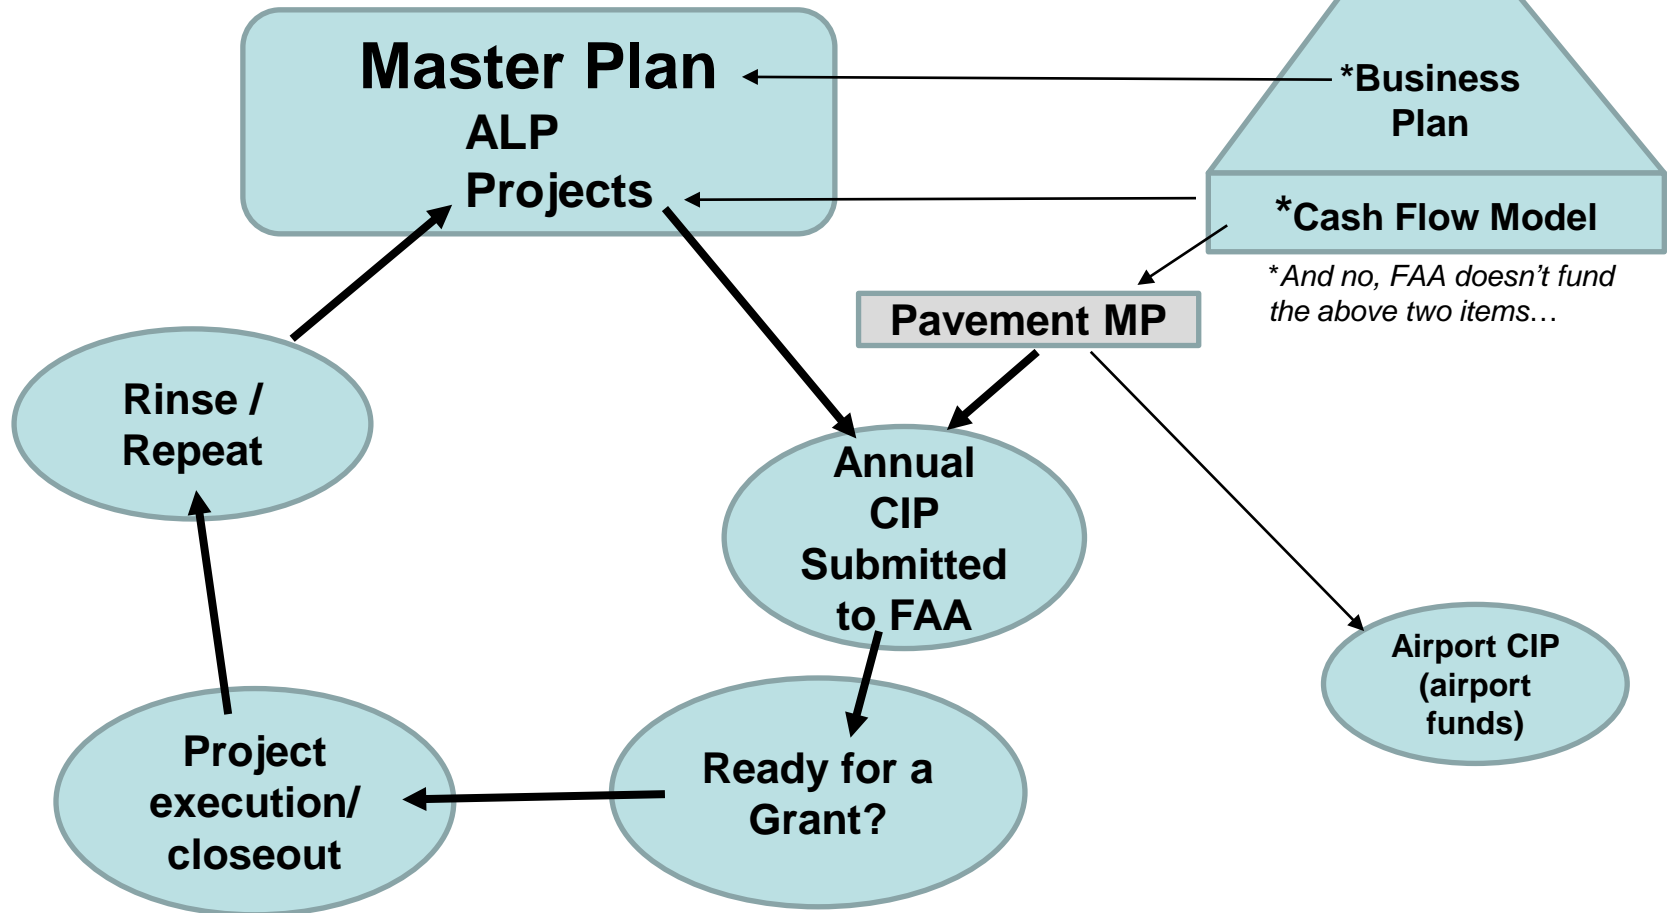 Master Plan
ALP
Projects
*Business
Plan
*Cash Flow Model
*And no, FAA doesn’t fund
the above two items…
Pavement MP
Rinse /
Repeat
Annual
CIP
Submitted
to FAA
Airport CIP
(airport
funds)
Ready for a
Grant?
Project
execution/
closeout